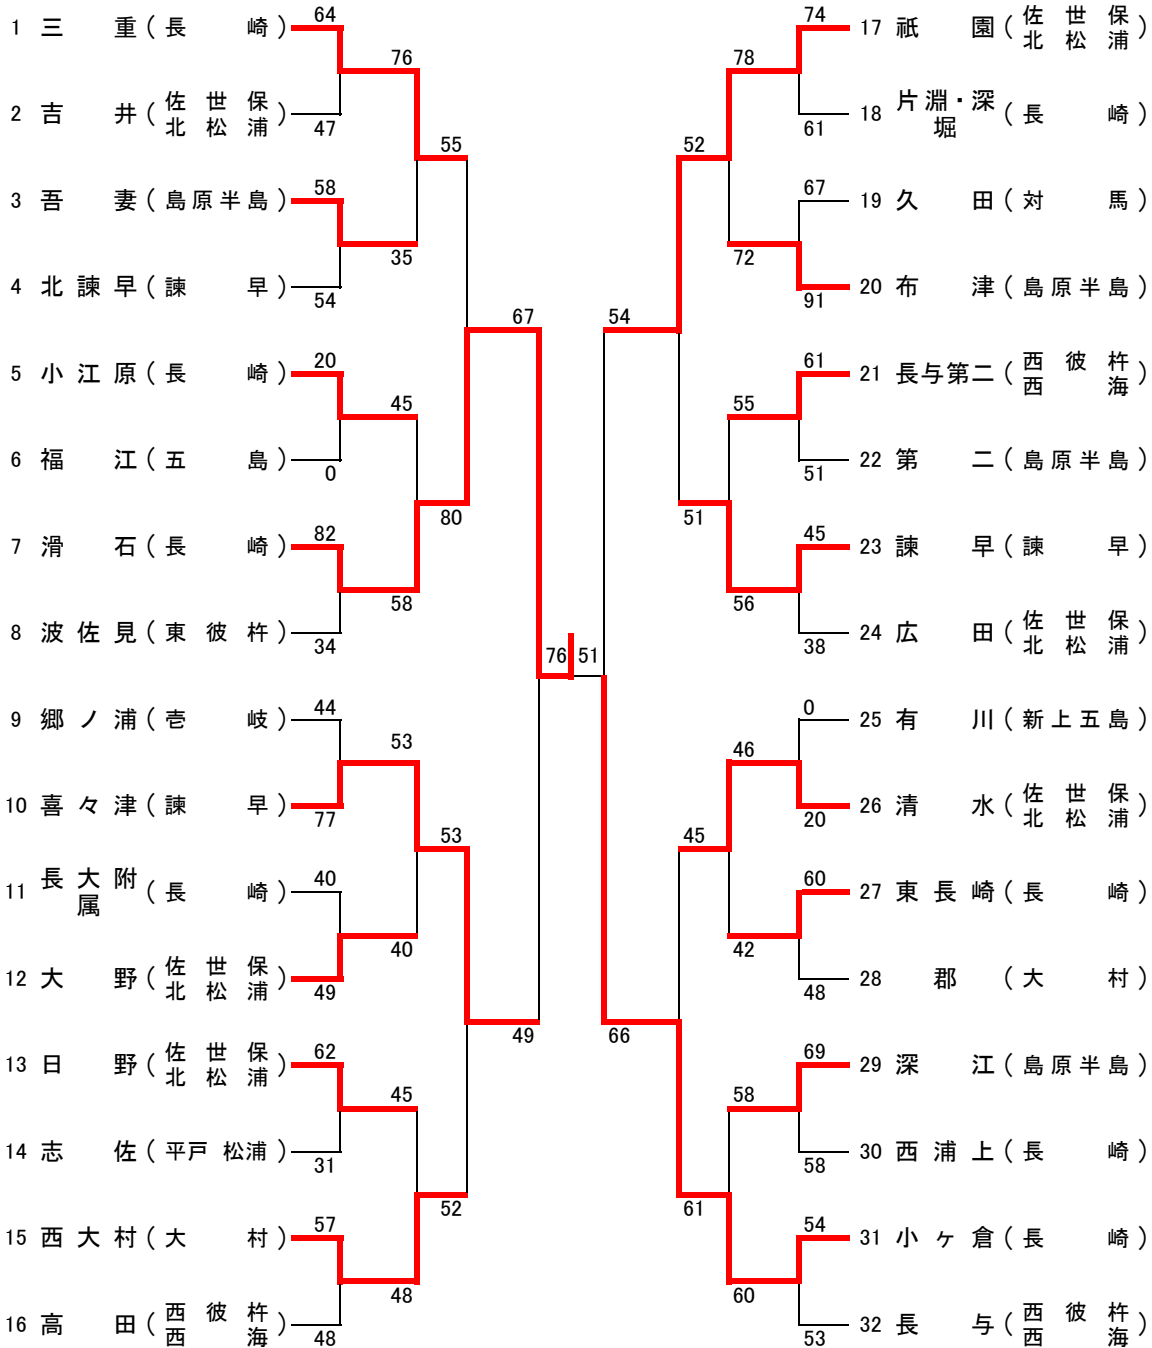 1 三重(長崎) 64
2 吉井(佐世保北松浦) 47
76
3 吾妻(島原半島) 58
4 北諫早(諫早) 54
35
55
5 小江原(長崎) 20
6 福江(五島) 0
45
7 滑石(長崎) 82
8 波佐見(東彼杵) 34
58
80
67
9 郷ノ浦(壱岐) 44
10 喜々津(諫早) 77
53
11 長大附属(長崎) 40
12 大野(佐世保北松浦) 49
40
53
13 日野(佐世保北松浦) 62
14 志佐(平戸松浦) 31
45
15 西大村(大村) 57
16 高田(西彼杵西海) 48
48
52
49
76 51
74 17 祇園(佐世保北松浦)
61 18 片淵・深堀(長崎)
78
67 19 久田(対馬)
91 20 布津(島原半島)
72
52
61 21 長与第二(西彼杵西海)
51 22 第二(島原半島)
55
45 23 諫早(諫早)
38 24 広田(佐世保北松浦)
56
51
54
0 25 有川(新上五島)
20 26 清水(佐世保北松浦)
46
60 27 東長崎(長崎)
48 28 郡(大村)
42
45
69 29 深江(島原半島)
58 30 西浦上(長崎)
58
54 31 小ヶ倉(長崎)
53 32 長与(西彼杵西海)
60
61
66